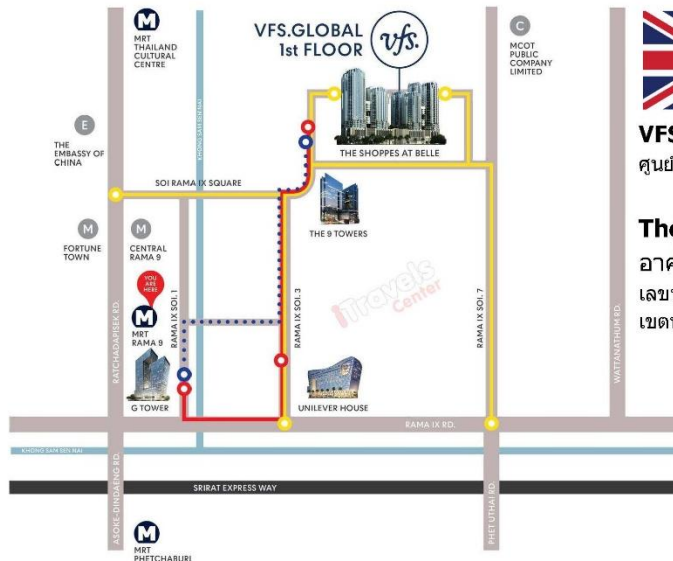 VFS.GLOBAL
1st FLOOR
vfs.
M
MRT
THAILAND
CULTURAL
CENTRE
C
MCOT
PUBLIC
COMPANY
LIMITED
KHONG SAM SEN NAI
E
THE
EMBASSY OF
CHINA
THE SHOPPES AT BELLE
SOI RAMA IX SQUARE
THE 9 TOWERS
M
FORTUNE
TOWN
M
CENTRAL
RAMA 9
YOU
ARE
HERE
M
MRT
RAMA 9
G TOWER
RATCHADAPISEK RD.
RAMA IX SOI. 1
RAMA IX SOI. 3
RAMA IX SOI. 7
WATTANATHUM RD.
iTravels
Center
UNILEVER HOUSE
RAMA IX RD.
KHONG SAM SEN NAI
SRIRAT EXPRESS WAY
ASOKE-DINDAENG RD.
PHET UTHAI RD.
M
MRT
PHETCHABURI
VFS
ศูนย์
The
อาค
เลข
เขต